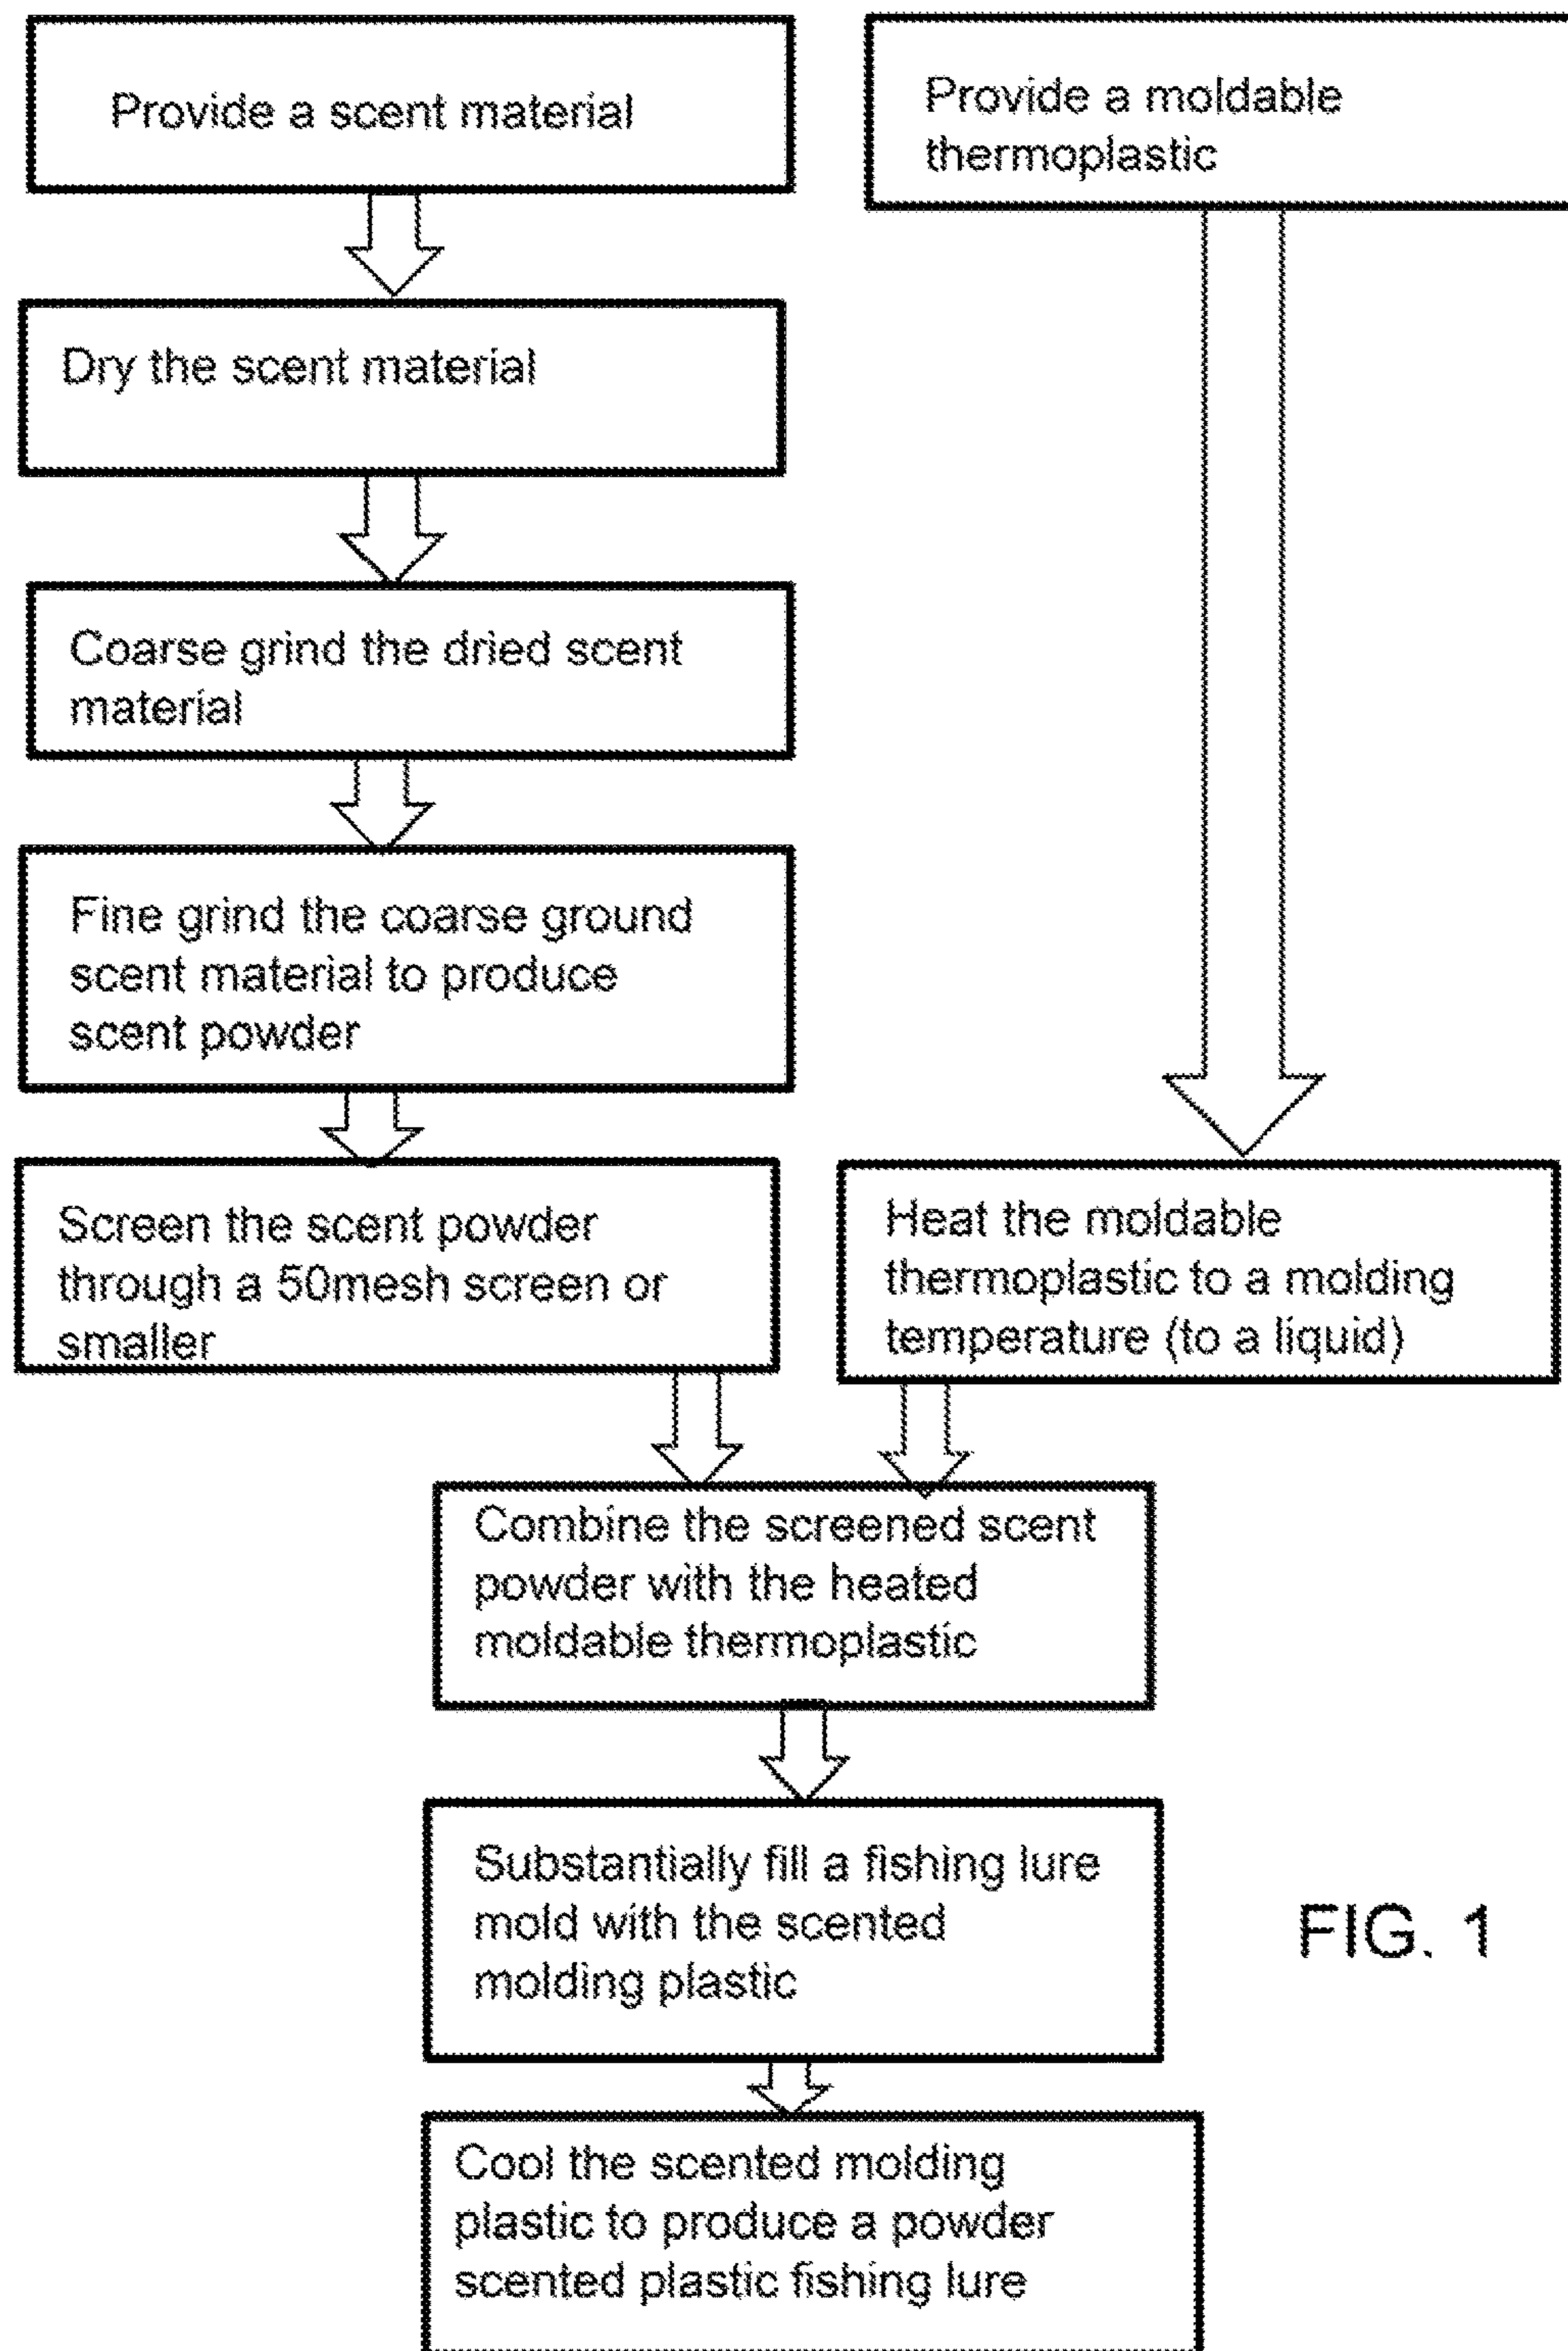 Provide a scent material
Provide a moldable
thermoplastic
Dry the scent material
Coarse grind the dried scent
material
Fine grind the coarse ground
scent material to produce
scent powder
Screen the scent powder
through a 50mesh screen or
smaller
Heat the moldable
thermoplastic to a molding
temperature (to a liquid)
Combine the screened scent
powder with the heated
moldable thermoplastic
Substantially fill a fishing lure
mold with the scented
molding plastic
FIG. 1
Cool the scented molding
plastic to produce a powder
scented plastic fishing lure